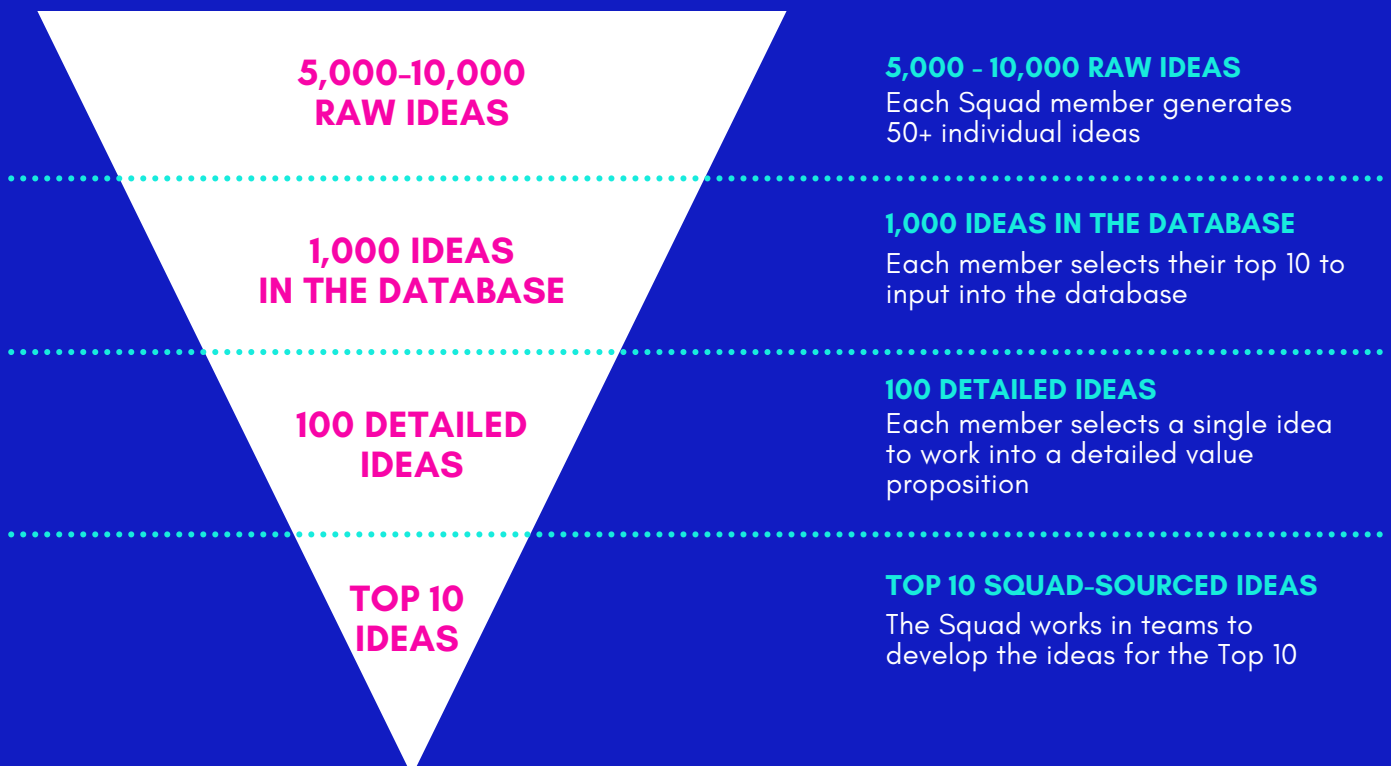 5,000-10,000
RAW IDEAS
5,000 - 10,000 RAW IDEAS
Each Squad member generates
50+ individual ideas
1,000 IDEAS
IN THE DATABASE
1,000 IDEAS IN THE DATABASE
Each member selects their top 10 to
input into the database
100 DETAILED
IDEAS
100 DETAILED IDEAS
Each member selects a single idea
to work into a detailed value
proposition
TOP 10
IDEAS
TOP 10 SQUAD-SOURCED IDEAS
The Squad works in teams to
develop the ideas for the Top 10